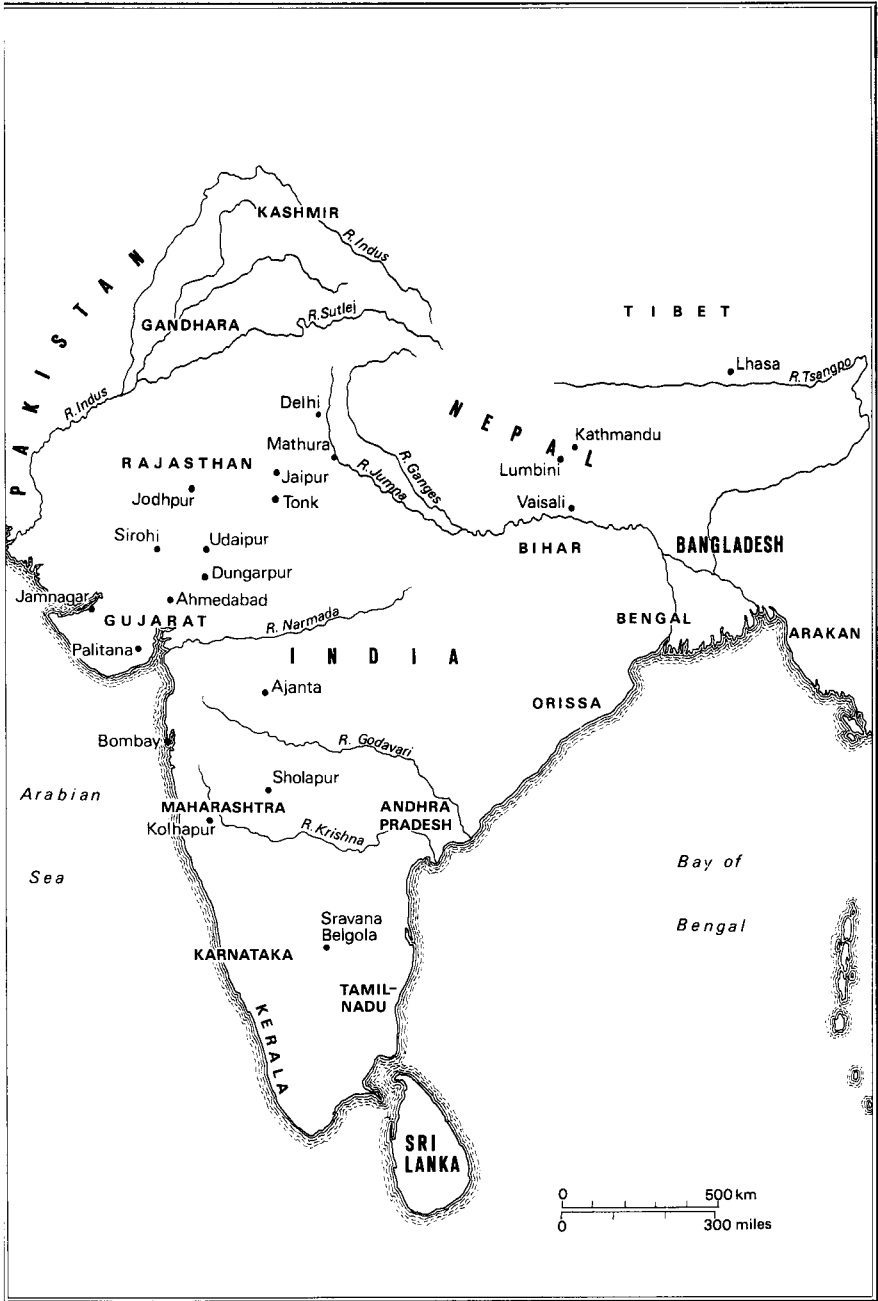 KASHMIR
R. Indus
PAKISTAN
GANDHARA
R. Sutlej
TIBET
Lhasa
R. Tsangpo
R. Indus
Delhi
NEPAL
Kathmandu
Mathura
Lumbini
RAJASTHAN
Jaipur
R. Ganges
R. Jumna
Jodhpur
Tonk
Vaisali
Sirohi
Udaipur
BIHAR
BANGLADESH
Dungarpur
Jamnagar
Ahmedabad
GUJARAT
R. Narmada
BENGAL
ARAKAN
Palitana
INDIA
Ajanta
ORISSA
Bombay
R. Godavari
Sholapur
Arabian
MAHARASHTRA
ANDHRA
PRADESH
Kolhapur
R. Krishna
Sea
Bay of
Bengal
Sravana
Belgola
KARNATAKA
TAMIL-
NADU
KERALA
SRI
LANKA
0 500 km
0 300 miles